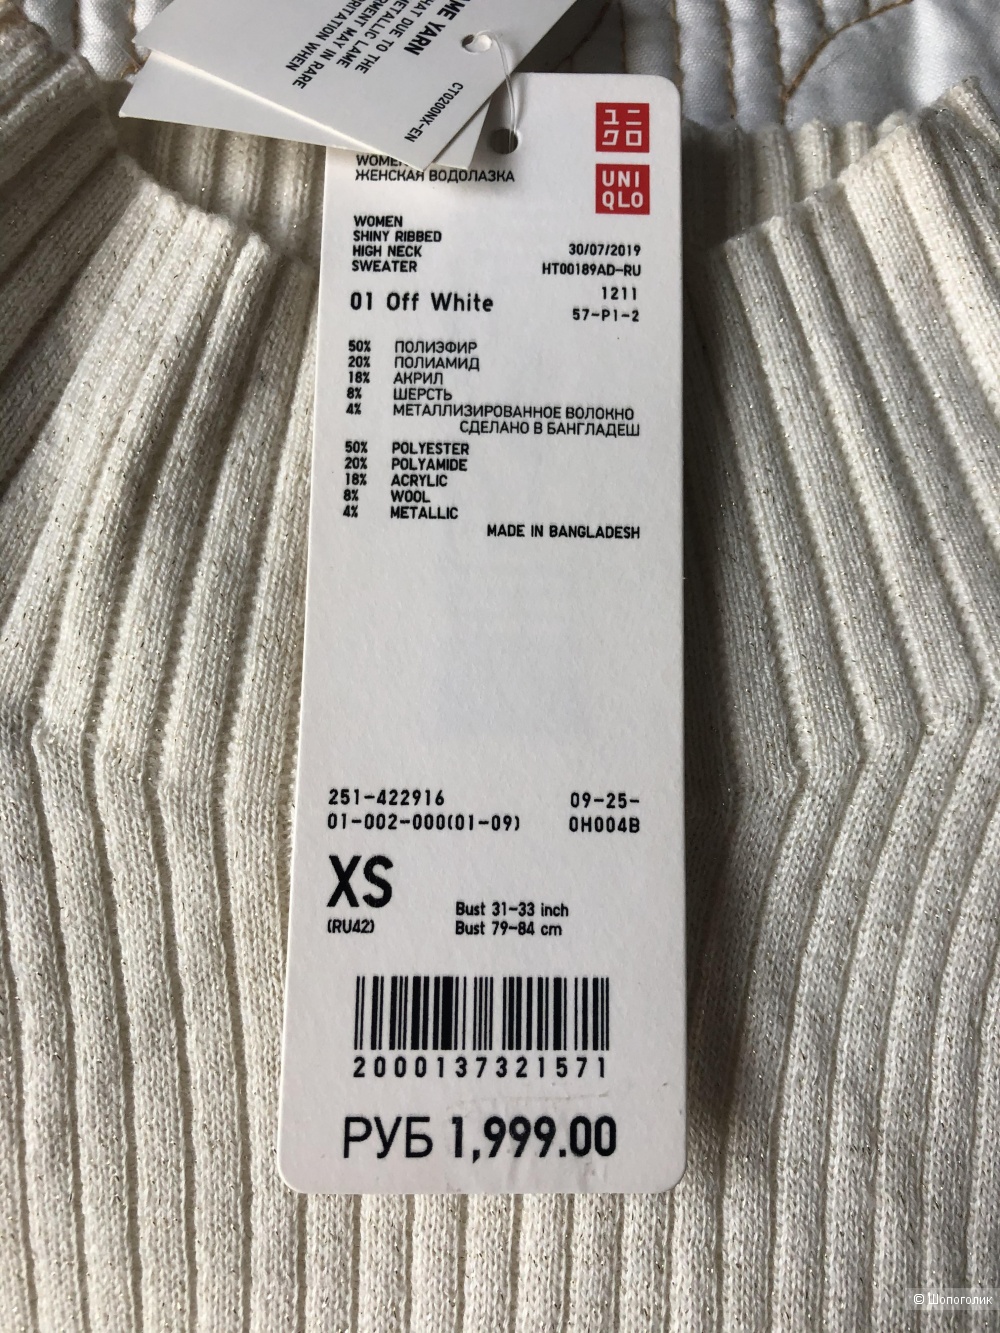 ME YARN
HAT DUE TO
METALLIC LAME
RMENT MAY IN RARE
RRITATION WHEN
CT0200NX-EN
ユニ
クロ
UNI
QLO
ЖЕНСКАЯ ВОДОЛАЗКА
WOMEN
SHINY RIBBED
HIGH NECK
SWEATER
30/07/2019
HT00189AD-RU
1211
57-P1-2
01 Off White
50% ПОЛИЭФИР
20% ПОЛИАМИД
18% АКРИЛ
8% ШЕРСТЬ
4% МЕТАЛЛИЗИРОВАННОЕ ВОЛОКНО
СДЕЛАНО В БАНГЛАДЕШ
50% POLYESTER
20% POLYAMIDE
18% ACRYLIC
8% WOOL
4% METALLIC
MADE IN BANGLADESH
251-422916 09-25-
01-002-000(01-09) 0H004B
XS
(RU42)
Bust 31-33 inch
Bust 79-84 cm
2000137321571
РУБ 1,999.00
© Шопоголик